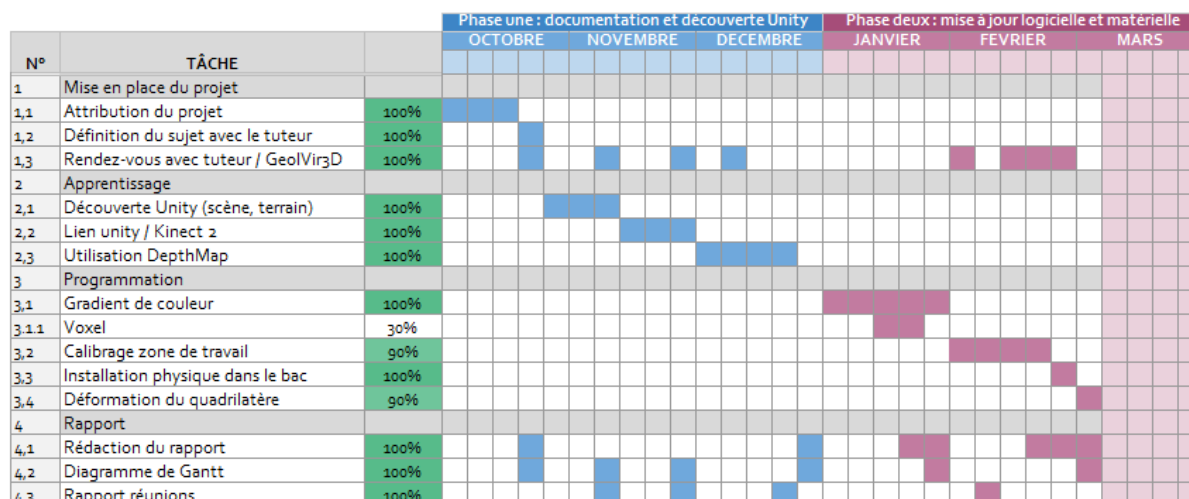 Phase une : documentation et découverte Unity Phase deux : mise à jour logicielle et matérielle
OCTOBRE NOVEMBRE DECEMBRE JANVIER FEVRIER MARS
N° TÂCHE
1 Mise en place du projet
1,1 Attribution du projet 100%
1,2 Définition du sujet avec le tuteur 100%
1,3 Rendez-vous avec tuteur / GeolVir3D 100%
2 Apprentissage
2,1 Découverte Unity (scène, terrain) 100%
2,2 Lien unity / Kinect 2 100%
2,3 Utilisation DepthMap 100%
3 Programmation
3,1 Gradient de couleur 100%
3.1.1 Voxel 30%
3,2 Calibrage zone de travail 90%
3,3 Installation physique dans le bac 100%
3,4 Déformation du quadrilatère 90%
4 Rapport
4,1 Rédaction du rapport 100%
4,2 Diagramme de Gantt 100%
4,3 Rapport réunions 100%